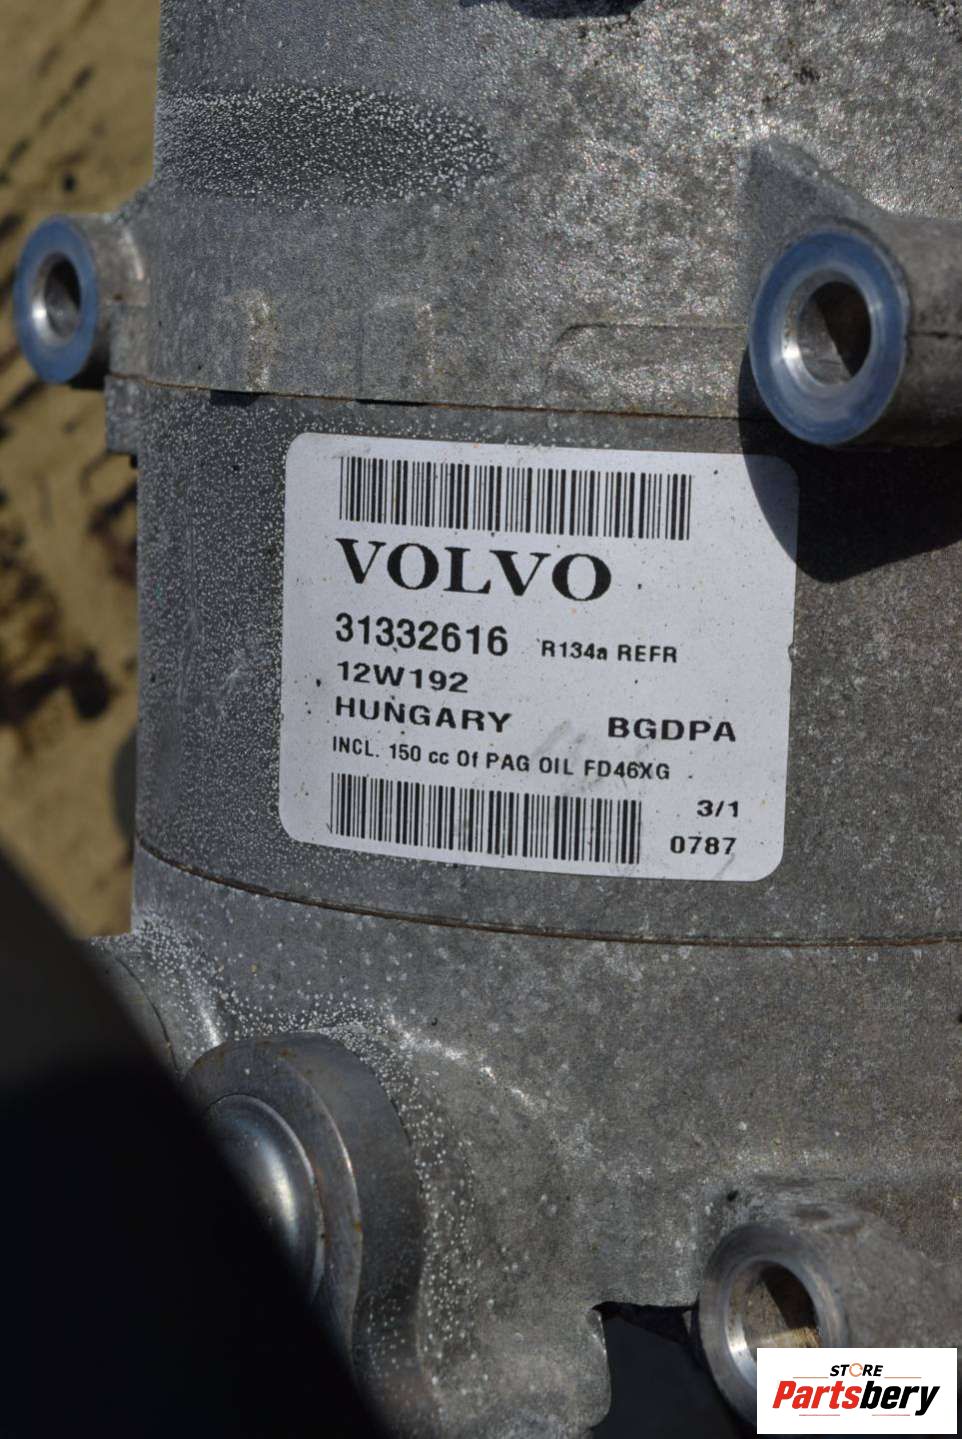 VOLVO
31332616 R134a REFR
12W192
HUNGARY BGDPA
INCL. 150 cc Of PAG OIL FD46XG
3/1
0787
STORE
Partsbery